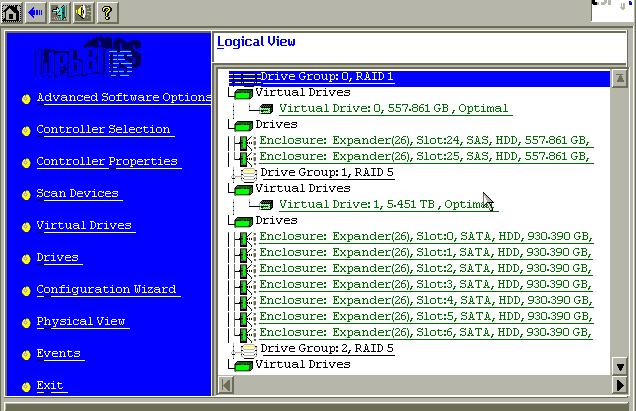 WebBIOS
Logical View
Advanced Software Options
Controller Selection
Controller Properties
Scan Devices
Virtual Drives
Drives
Configuration Wizard
Physical View
Events
Exit
Drive Group: 0, RAID 1
Virtual Drives
Virtual Drive: 0, 557.861 GB , Optimal
Drives
Enclosure: Expander(26), Slot:24, SAS, HDD, 557.861 GB,
Enclosure: Expander(26), Slot:25, SAS, HDD, 557.861 GB,
Drive Group: 1, RAID 5
Virtual Drives
Virtual Drive: 1, 5.451 TB , Optimal
Drives
Enclosure: Expander(26), Slot:0, SATA, HDD, 930.390 GB,
Enclosure: Expander(26), Slot:1, SATA, HDD, 930.390 GB,
Enclosure: Expander(26), Slot:2, SATA, HDD, 930.390 GB,
Enclosure: Expander(26), Slot:3, SATA, HDD, 930.390 GB,
Enclosure: Expander(26), Slot:4, SATA, HDD, 930.390 GB,
Enclosure: Expander(26), Slot:5, SATA, HDD, 930.390 GB,
Enclosure: Expander(26), Slot:6, SATA, HDD, 930.390 GB,
Drive Group: 2, RAID 5
Virtual Drives